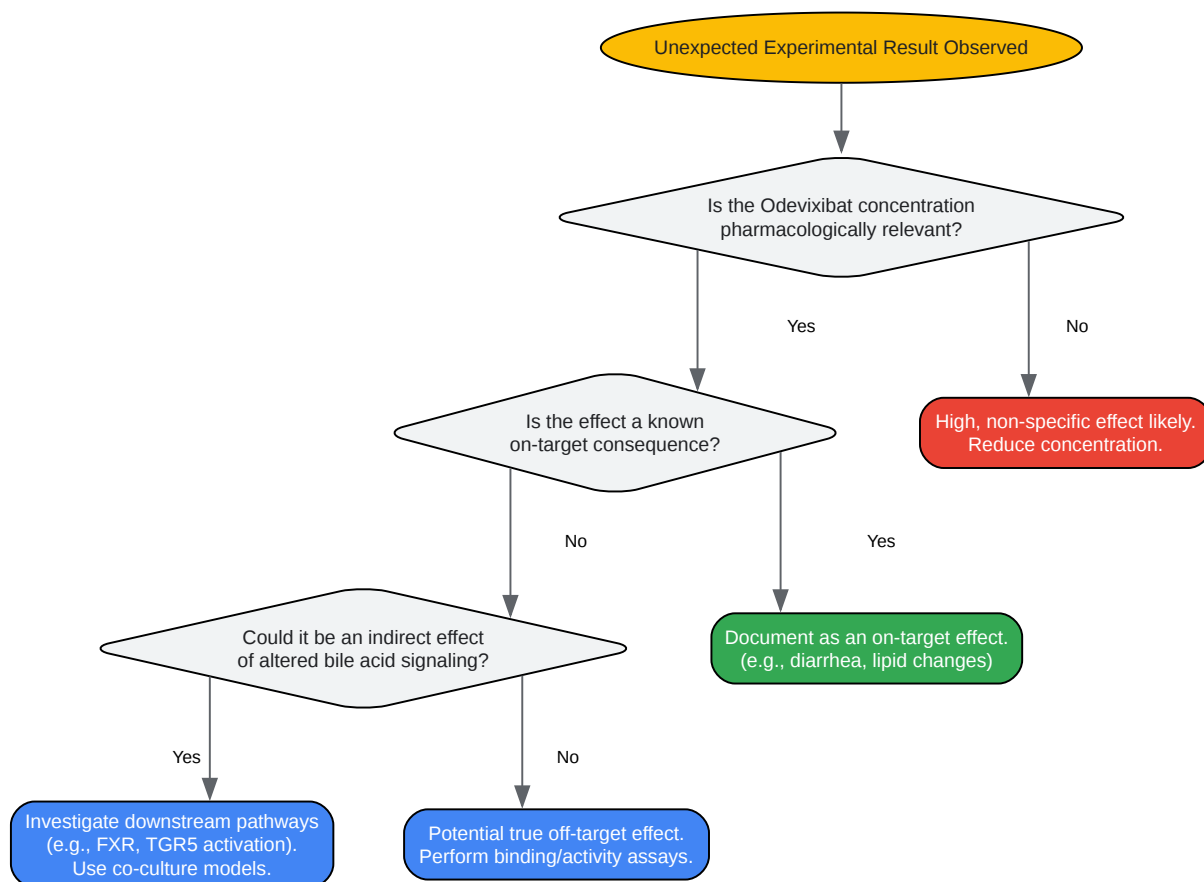 Unexpected Experimental Result Observed
Is the Odevixibat concentration
pharmacologically relevant?
Yes
No
High, non-specific effect likely.
Reduce concentration.
Is the effect a known
on-target consequence?
No
Yes
Document as an on-target effect.
(e.g., diarrhea, lipid changes)
Could it be an indirect effect
of altered bile acid signaling?
Yes
No
Investigate downstream pathways
(e.g., FXR, TGR5 activation).
Use co-culture models.
Potential true off-target effect.
Perform binding/activity assays.